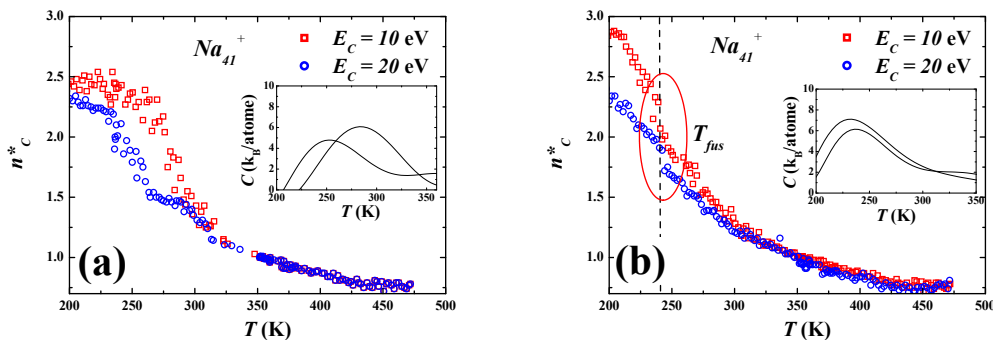 3.0
2.5
2.0
1.5
1.0
n*c
Na41+
EC = 10 eV
EC = 20 eV
10
8
6
4
2
0
C (kB/atome)
200 250 300 350
T (K)
(a)
200 250 300 350 400 450 500
T (K)
3.0
2.5
2.0
1.5
1.0
n*c
Na41+
EC = 10 eV
EC = 20 eV
Tfus
10
8
6
4
2
0
C (kB/atome)
200 250 300 350
T (K)
(b)
200 250 300 350 400 450 500
T (K)